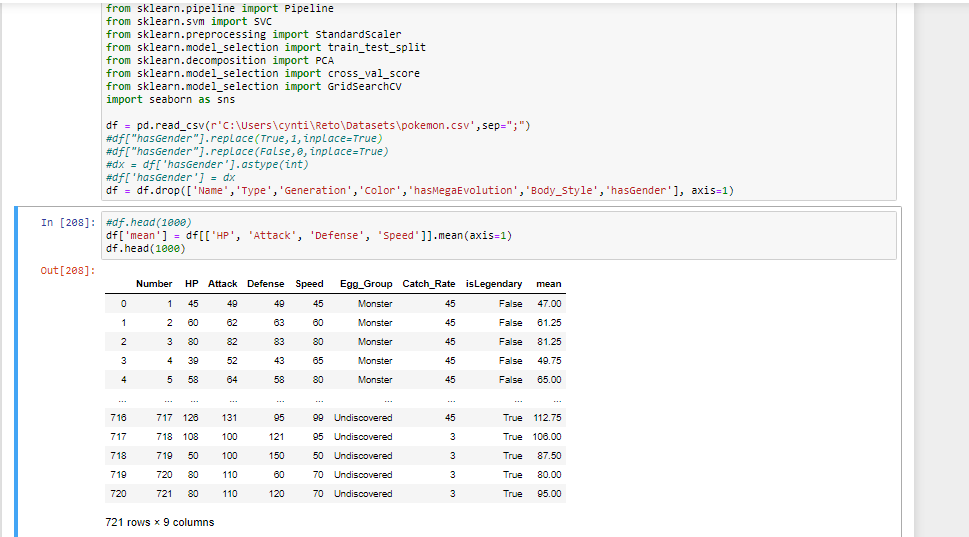 from sklearn.pipeline import Pipeline
from sklearn.svm import SVC
from sklearn.preprocessing import StandardScaler
from sklearn.model_selection import train_test_split
from sklearn.decomposition import PCA
from sklearn.model_selection import cross_val_score
from sklearn.model_selection import GridSearchCV
import seaborn as sns
df = pd.read_csv(r'C:\Users\cynti\Reto\Datasets\pokemon.csv',sep=";")
#df["hasGender"].replace(True,1,inplace=True)
#df["hasGender"].replace(False,0,inplace=True)
#dx = df['hasGender'].astype(int)
#df['hasGender'] = dx
df = df.drop(['Name','Type','Generation','Color','hasMegaEvolution','Body_Style','hasGender'], axis=1)
In [208]: #df.head(1000)
df['mean'] = df[['HP', 'Attack', 'Defense', 'Speed']].mean(axis=1)
df.head(1000)
Out[208]:
Number HP Attack Defense Speed Egg_Group Catch_Rate isLegendary mean
0 1 45 49 49 45 Monster 45 False 47.00
1 2 60 62 63 60 Monster 45 False 61.25
2 3 80 82 83 80 Monster 45 False 81.25
3 4 39 52 43 65 Monster 45 False 49.75
4 5 58 64 58 80 Monster 45 False 65.00
... ... ... ... ... ... ... ... ... ...
716 717 126 131 95 99 Undiscovered 45 True 112.75
717 718 108 100 121 95 Undiscovered 3 True 106.00
718 719 50 100 150 50 Undiscovered 3 True 87.50
719 720 80 110 60 70 Undiscovered 3 True 80.00
720 721 80 110 120 70 Undiscovered 3 True 95.00
721 rows × 9 columns